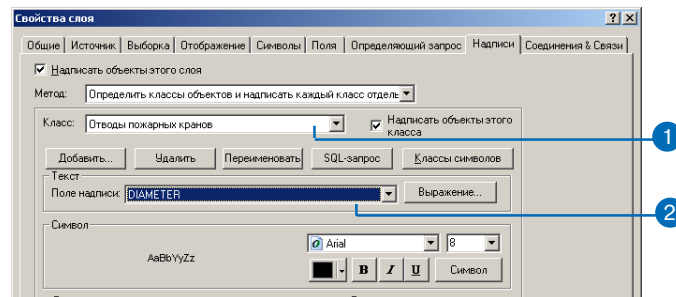 Свойства слоя
Общие Источник Выборка Отображение Символы Поля Определяющий запрос Надписи Соединения & Связи
Надписать объекты этого слоя
Метод: Определить классы объектов и надписать каждый класс отдель
Класс: Отводы пожарных кранов Надписать объекты этого класса
1
Добавить... Удалить Переименовать SQL-запрос Классы символов
Текст
Поле надписи: DIAMETER Выражение...
2
Символ
AaBbYyZz
Arial 8
B I U Символ